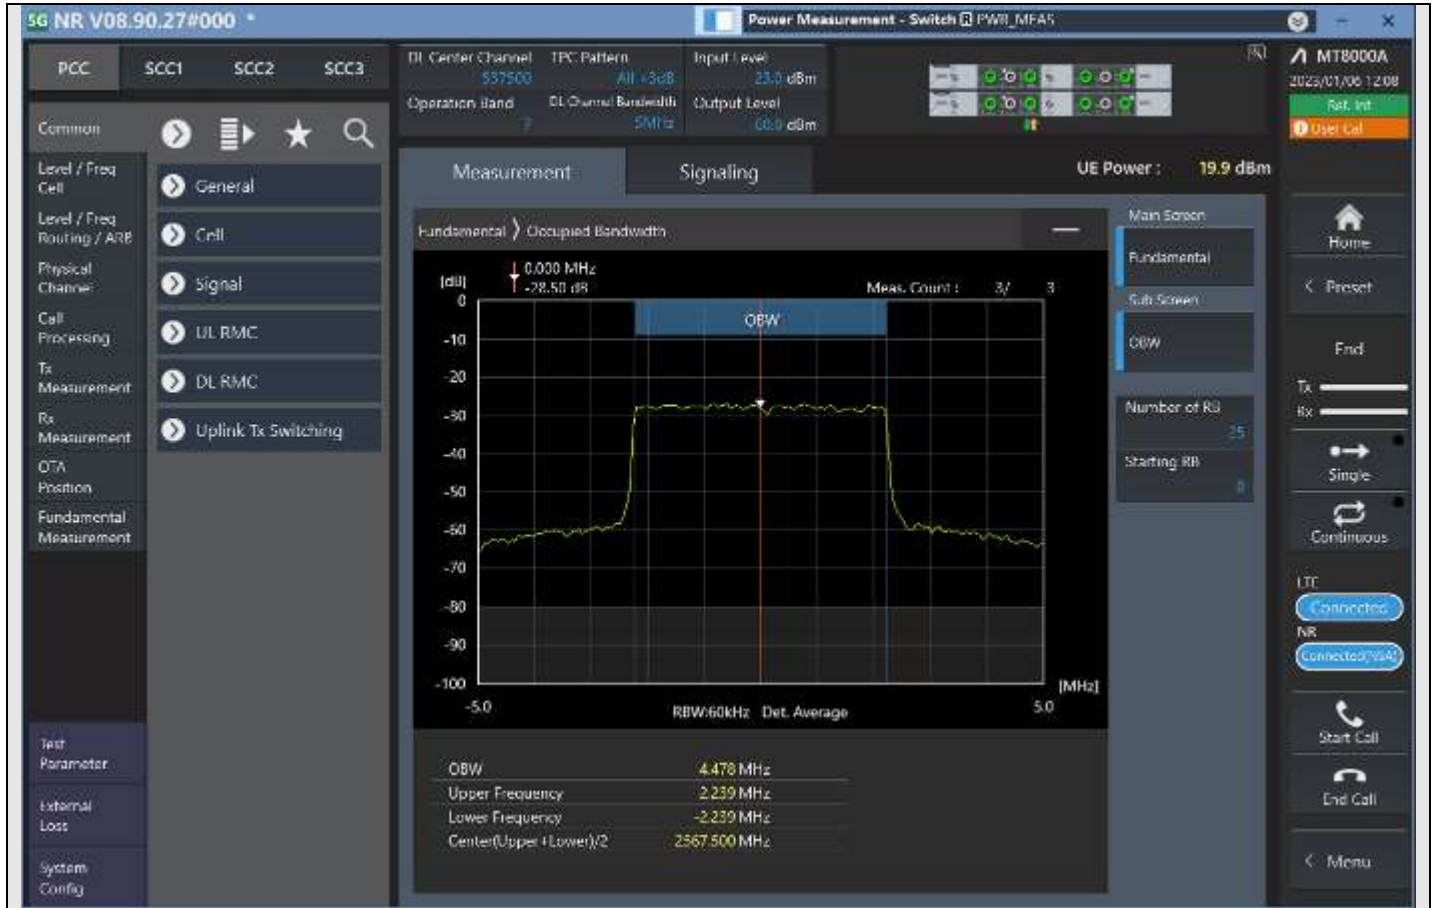 SG NR V08.90.27#000 *
Power Measurement - Switch PWR_MEAS
PCC SCC1 SCC2 SCC3
DL Center Channel
537500
TPC Pattern
All +3dB
Input Level
23.0 dBm
Operation Band
7
DL Channel Bandwidth
5MHz
Output Level
dBm
MT8000A
2023/01/06 12:08
Ref. Int
User Cal
Common
Level / Freq
Cell
Level / Freq
Routing / ARB
Physical
Channel
Call
Processing
Tx
Measurement
Rx
Measurement
OTA
Position
Fundamental
Measurement
Test
Parameter
External
Loss
System
Config
General
Cell
Signal
UL RMC
DL RMC
Uplink Tx Switching
Measurement
Signaling
UE Power : 19.9 dBm
Fundamental ⟩ Occupied Bandwidth
[dB]
0.000 MHz
-28.50 dB
Meas. Count : 3/ 3
OBW
0
-10
-20
-30
-40
-50
-60
-70
-80
-90
-100
-5.0
RBW:60kHz Det. Average
5.0
[MHz]
OBW 4.478 MHz
Upper Frequency 2.239 MHz
Lower Frequency -2.239 MHz
Center(Upper+Lower)/2 2567.500 MHz
Main Screen
Fundamental
Sub Screen
OBW
Number of RB
25
Starting RB
0
Home
< Preset
End
Tx
Rx
Single
Continuous
LTE
Connected
NR
Connected(NSA)
Start Call
End Call
< Menu